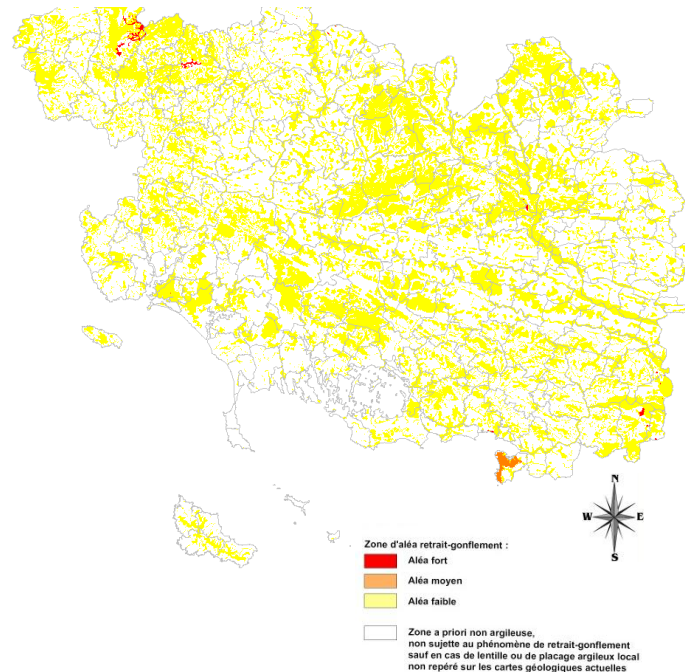 N
W E
S
Zone d'aléa retrait-gonflement :
Aléa fort
Aléa moyen
Aléa faible
Zone a priori non argileuse,
non sujette au phénomène de retrait-gonflement
sauf en cas de lentille ou de placage argileux local
non repéré sur les cartes géologiques actuelles